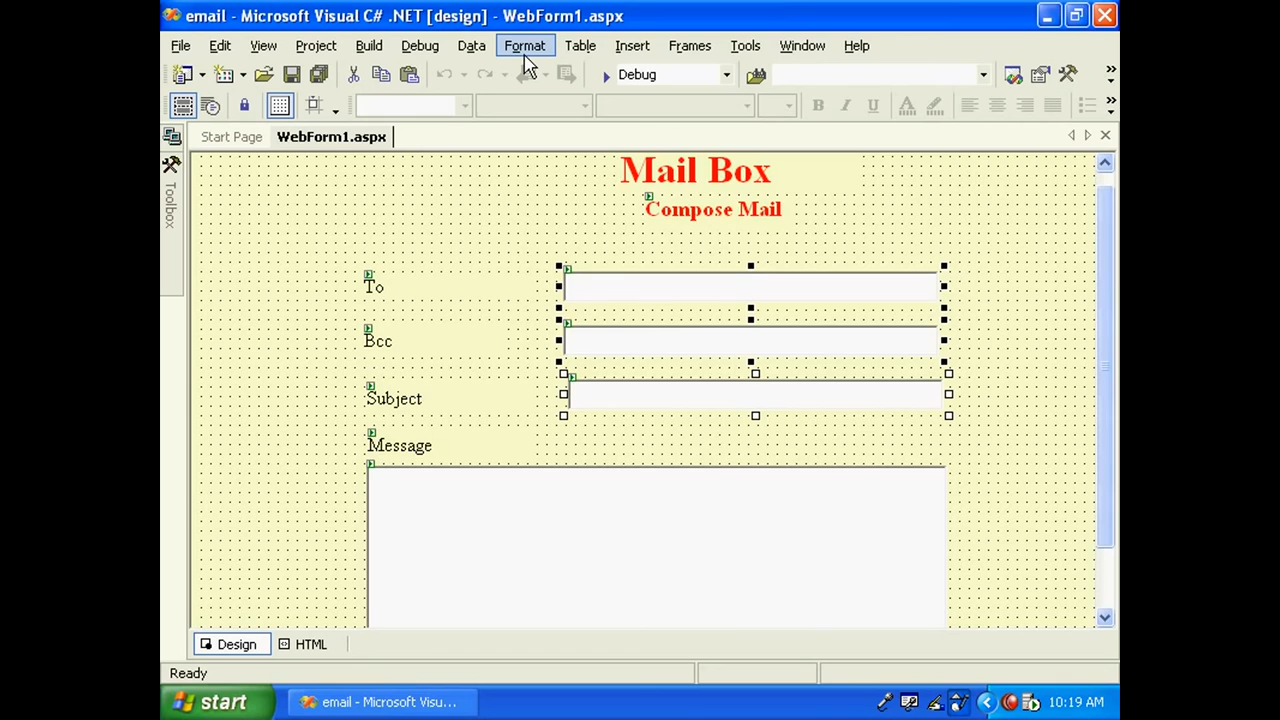 email - Microsoft Visual C# .NET [design] - WebForm1.aspx
File Edit View Project Build Debug Data Format Table Insert Frames Tools Window Help
Debug
Start Page WebForm1.aspx
Toolbox
Mail Box
Compose Mail
To
Bcc
Subject
Message
Design HTML
Ready
start email - Microsoft Visu... 10:19 AM